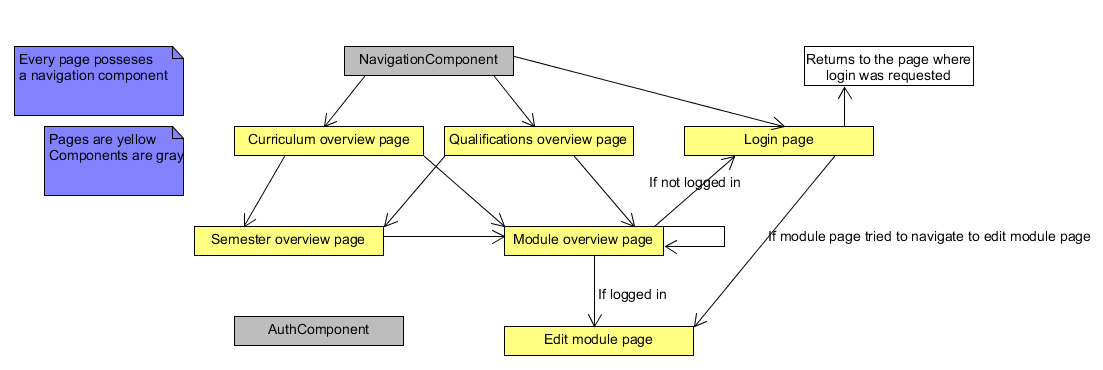 Every page posseses
a navigation component
NavigationComponent
Returns to the page where
login was requested
Pages are yellow
Components are gray
Curriculum overview page
Qualifications overview page
Login page
If not logged in
Semester overview page
Module overview page
If module page tried to navigate to edit module page
If logged in
AuthComponent
Edit module page